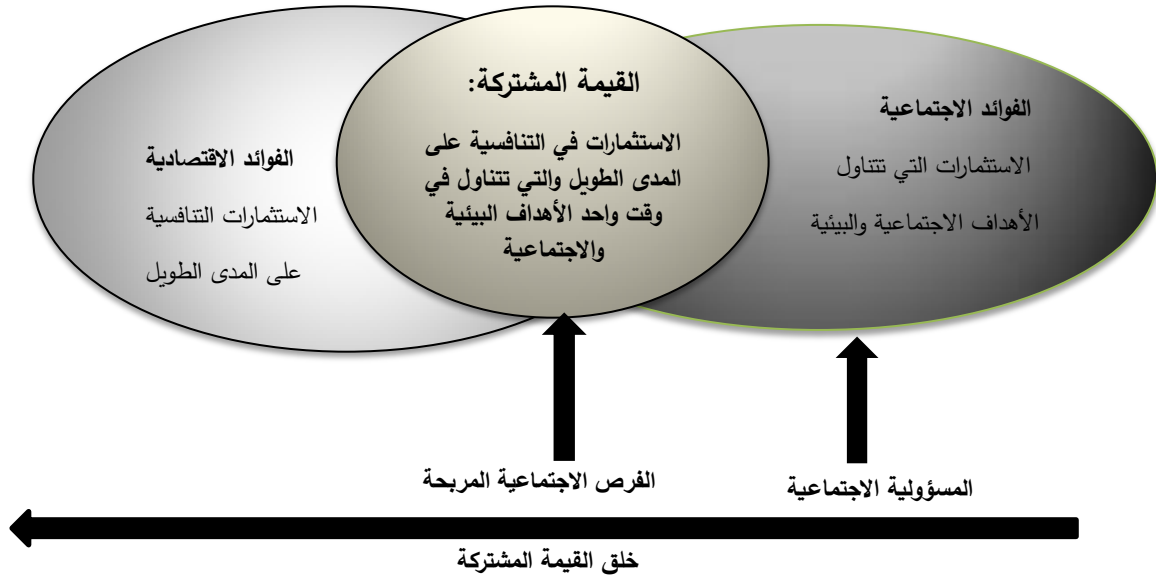 الفوائد الاجتماعية
الاستثمارات التي تتناول
الأهداف الاجتماعية والبيئية
القيمة المشتركة:
الاستثمارات في التنافسية على
المدى الطويل والتي تتناول في
وقت واحد الأهداف البيئية
والاجتماعية
الفوائد الاقتصادية
الاستثمارات التنافسية
على المدى الطويل
المسؤولية الاجتماعية
الفرص الاجتماعية المربحة
خلق القيمة المشتركة